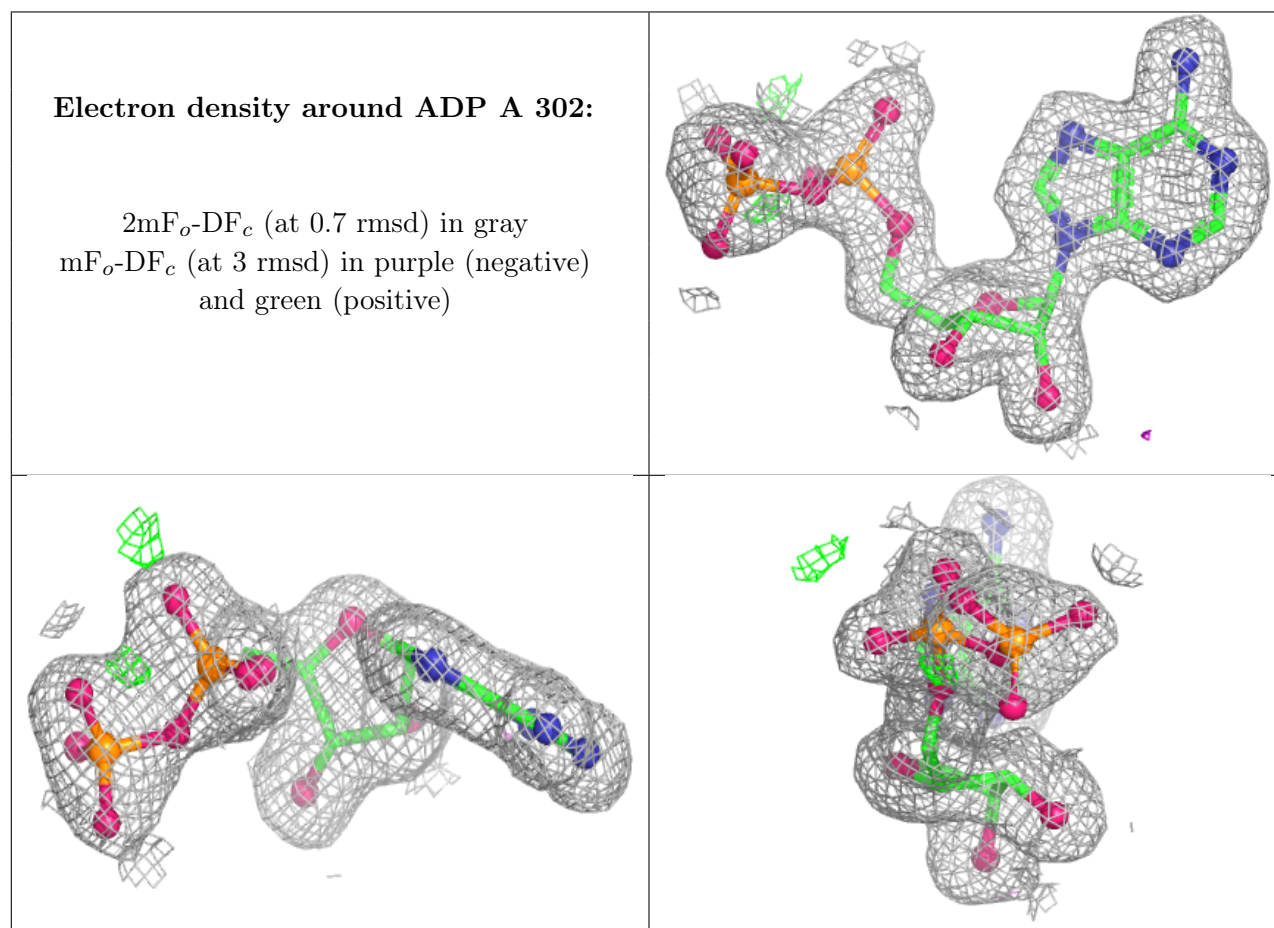 Electron density around ADP A 302:
2mFo-DFc (at 0.7 rmsd) in gray
mFo-DFc (at 3 rmsd) in purple (negative)
and green (positive)